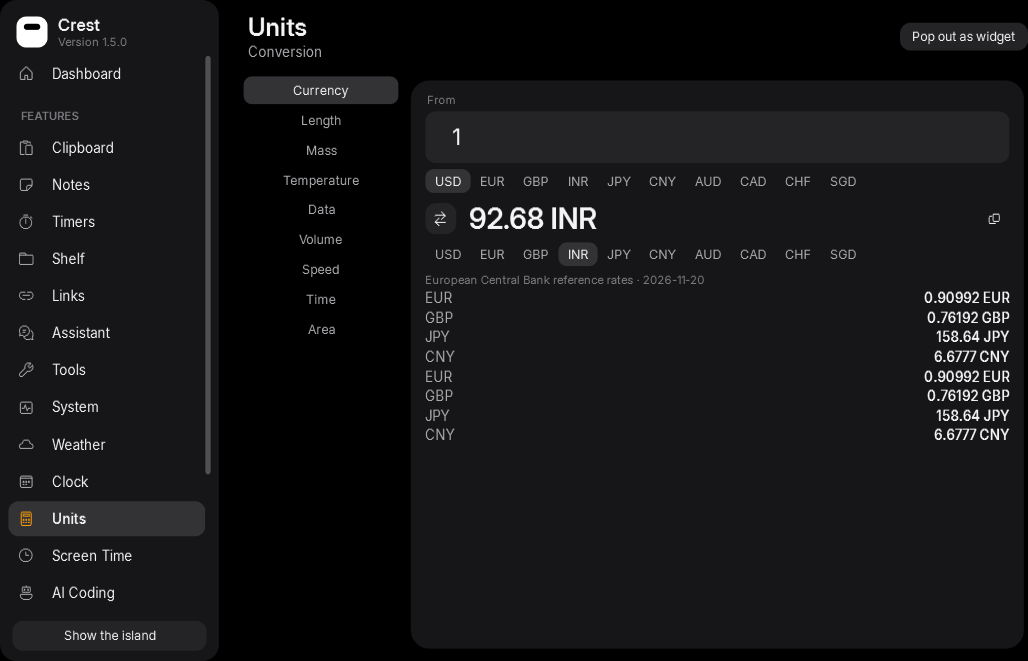 Crest
Version 1.5.0
Dashboard
FEATURES
Clipboard
Notes
Timers
Shelf
Links
Assistant
Tools
System
Weather
Clock
Units
Screen Time
AI Coding
Show the island
Units
Conversion
Pop out as widget
Currency
Length
Mass
Temperature
Data
Volume
Speed
Time
Area
From
1
USD EUR GBP INR JPY CNY AUD CAD CHF SGD
92.68 INR
USD EUR GBP INR JPY CNY AUD CAD CHF SGD
European Central Bank reference rates · 2026-11-20
EUR 0.90992 EUR
GBP 0.76192 GBP
JPY 158.64 JPY
CNY 6.6777 CNY
EUR 0.90992 EUR
GBP 0.76192 GBP
JPY 158.64 JPY
CNY 6.6777 CNY